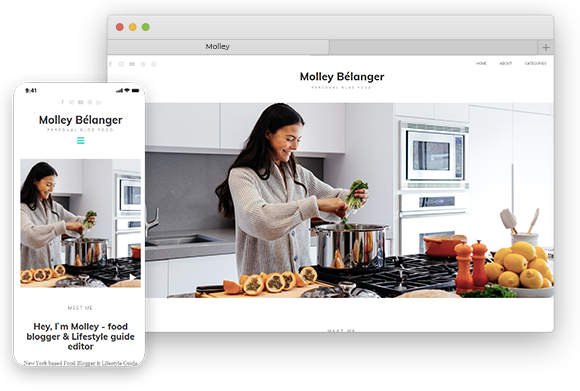 Molley
HOME
ABOUT
CATEGORIES
Molley Bélanger
PERSONAL BLOG FOOD
MEET ME
9:41
Molley Bélanger
PERSONAL BLOG FOOD
MEET ME
Hey, I`m Molley - food
blogger & Lifestyle guide
editor
New York based Food Blogger & Lifestyle Guide,